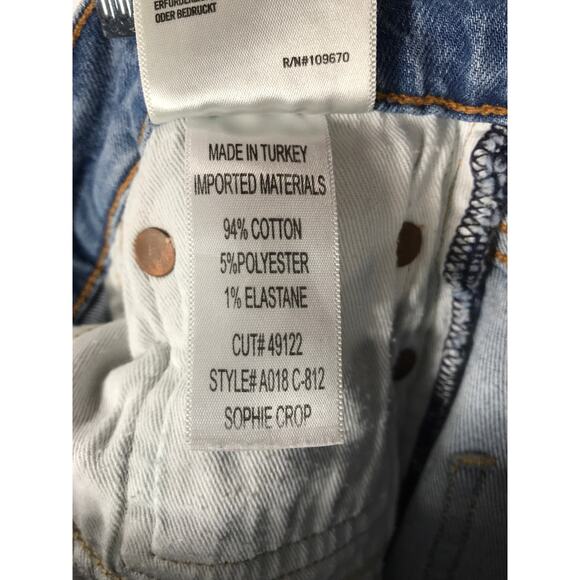 ODER BEDRUCKT
R/N#109670
MADE IN TURKEY
IMPORTED MATERIALS
94% COTTON
5%POLYESTER
1% ELASTANE
CUT# 49122
STYLE# A018 C-812
SOPHIE CROP